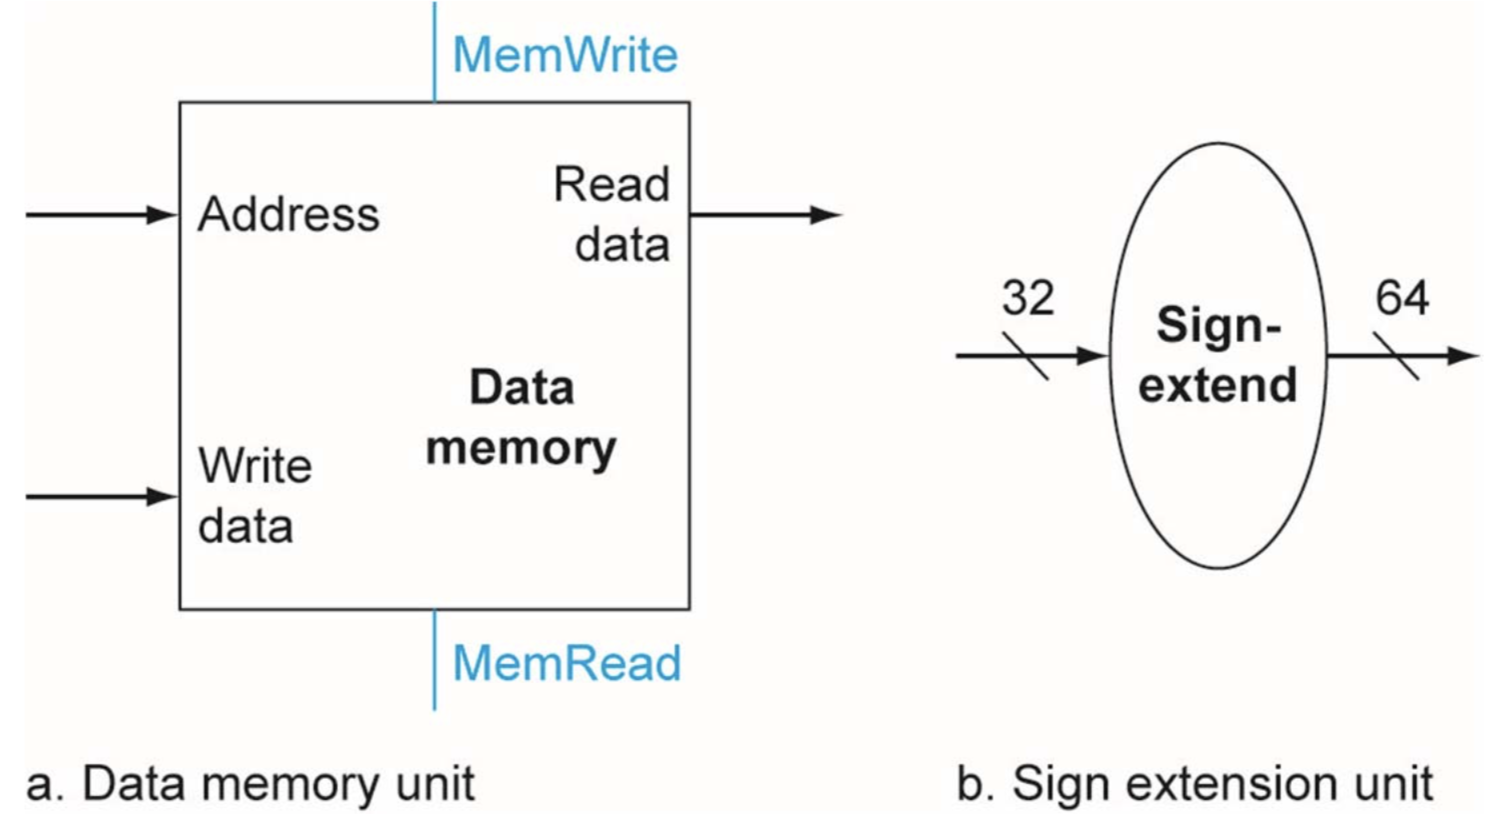 MemWrite
Address
Read
data
Data
memory
Write
data
MemRead
a. Data memory unit
32
Sign-
extend
64
b. Sign extension unit